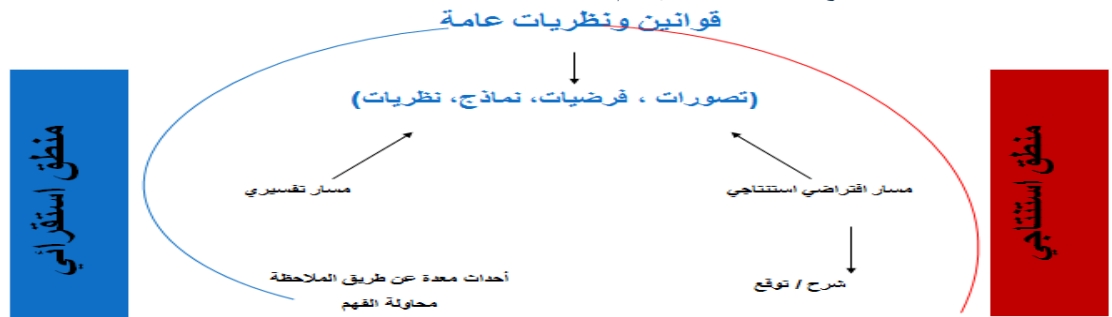 قوانين ونظريات عامة
(تصورات ، فرضيات، نماذج، نظريات)
منطق استنتاجي
منطق استقرائي
مسار افتراضي استنتاجي
مسار تفسيري
شرح / توقع
أحداث معدة عن طريق الملاحظة
محاولة الفهم